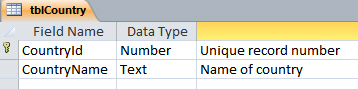 tblCountry
Field Name Data Type
CountryId Number Unique record number
CountryName Text Name of country